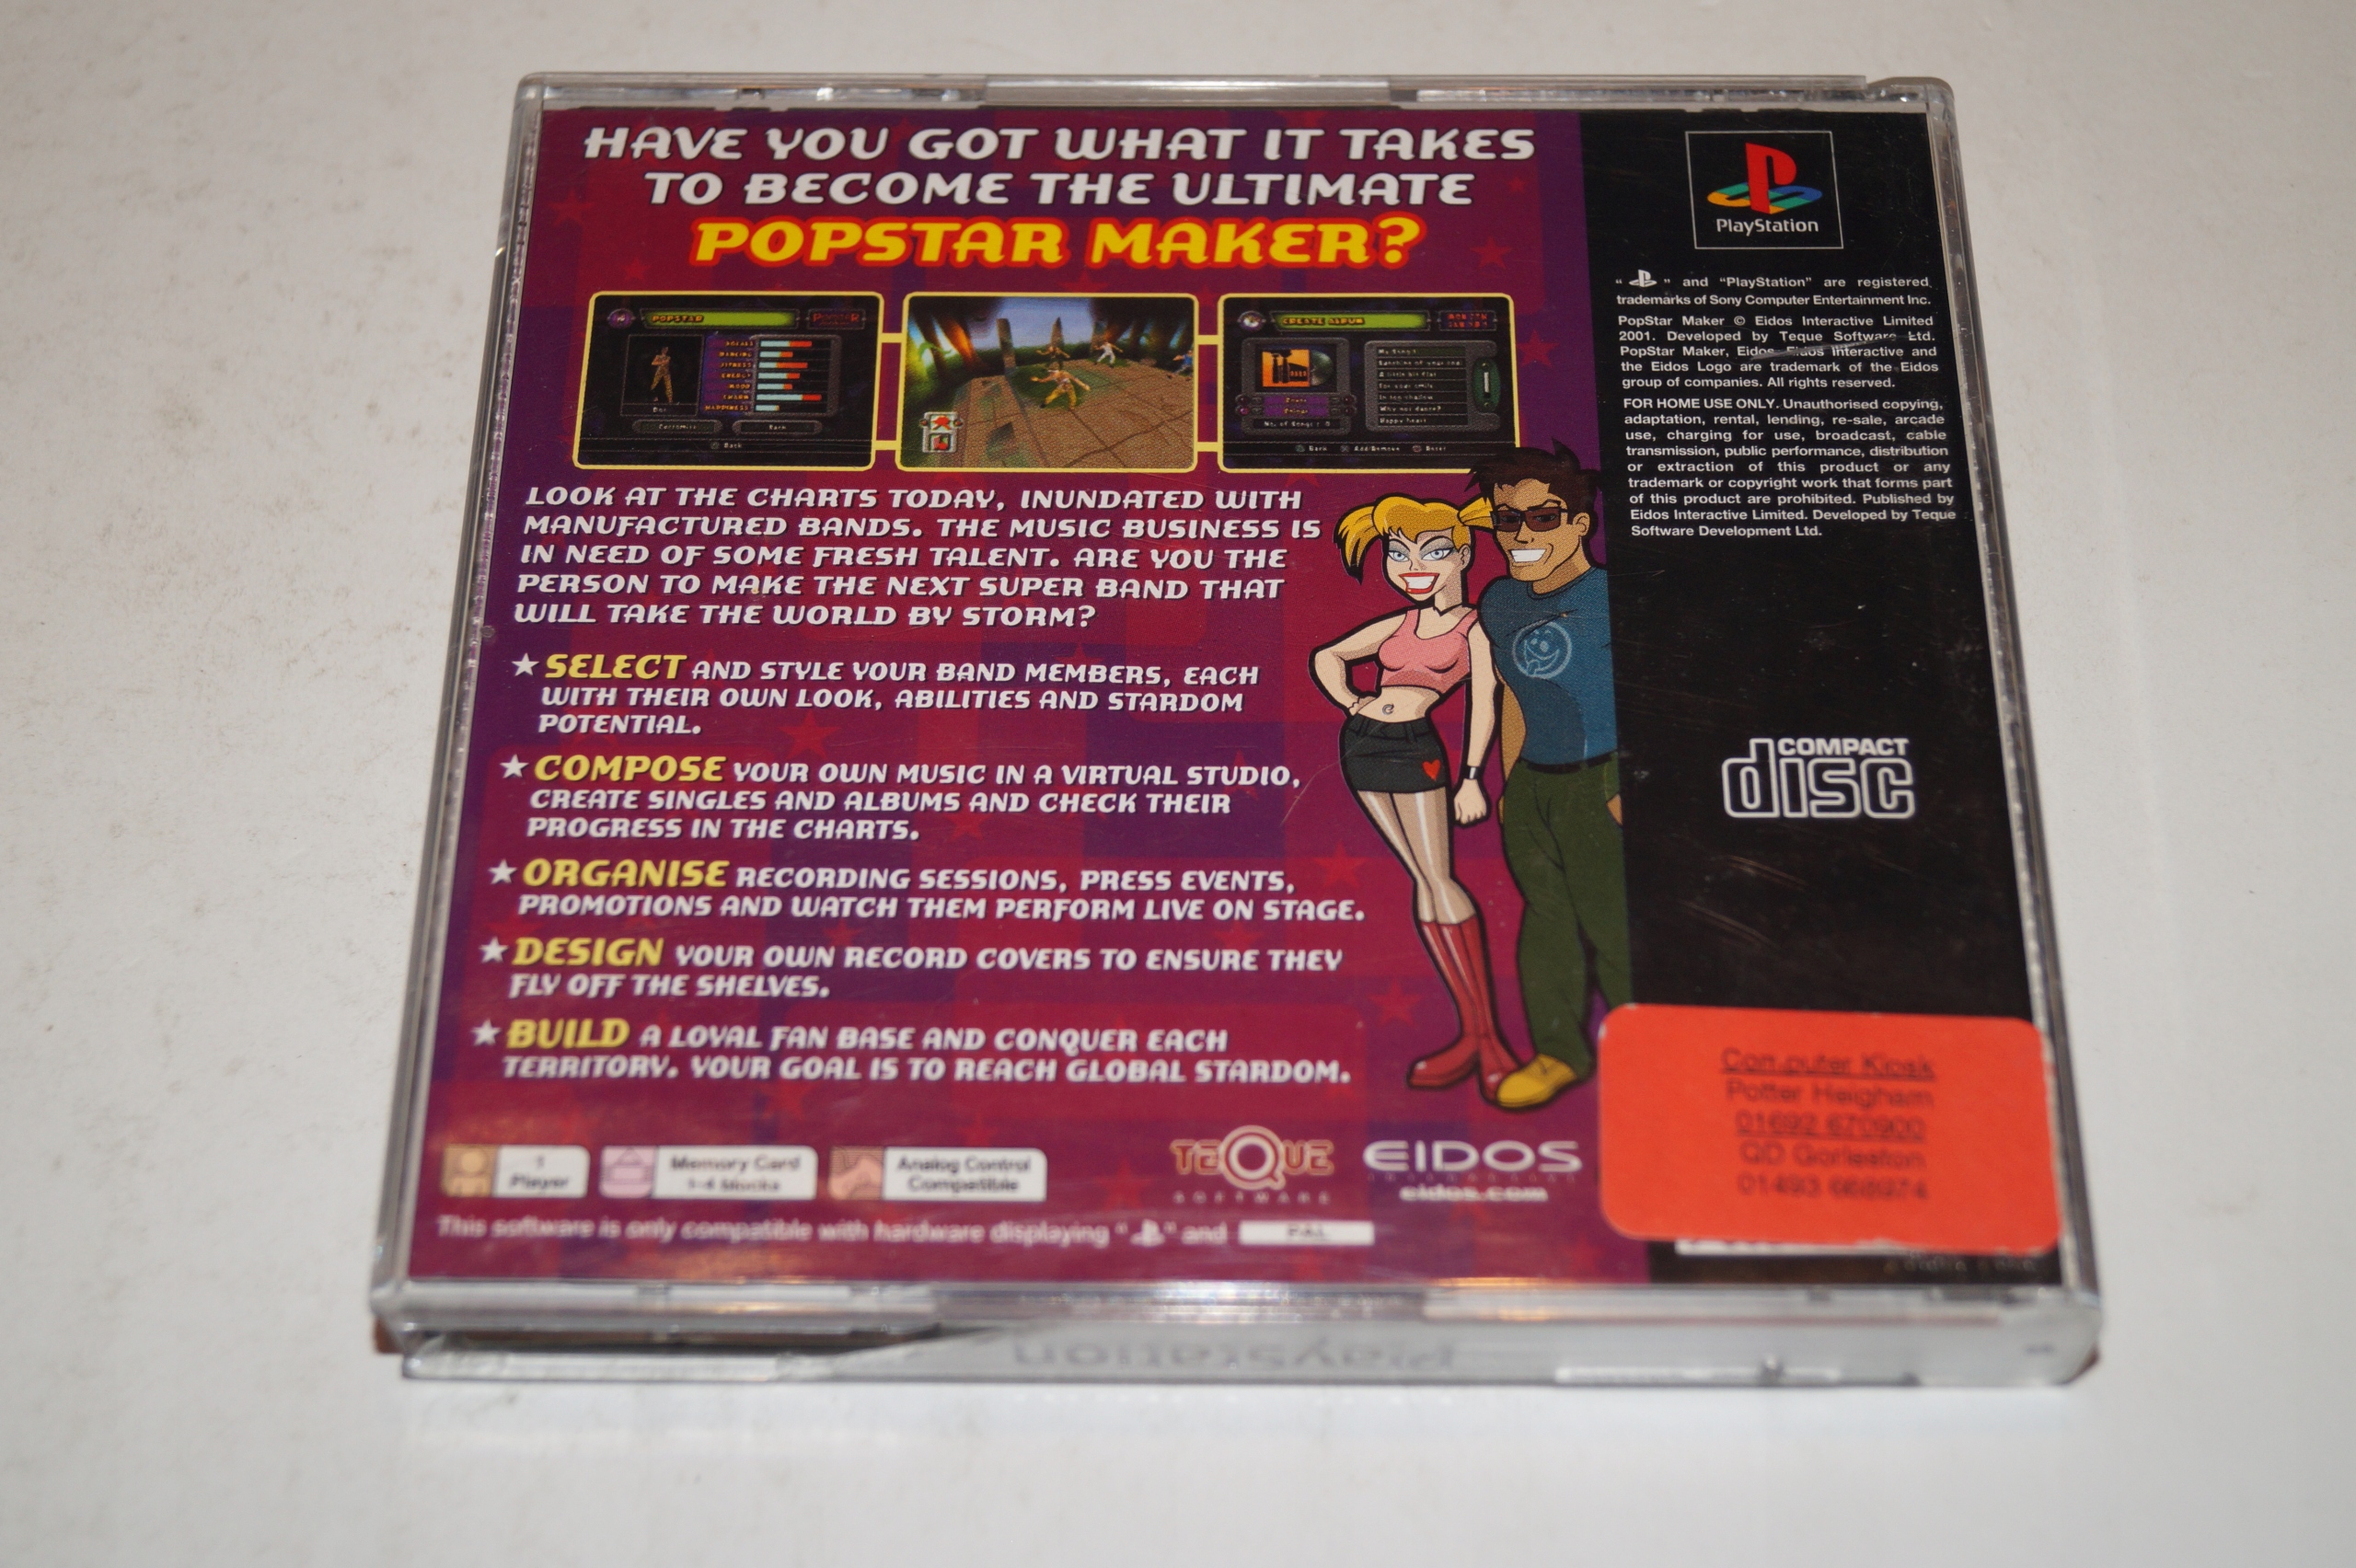 HAVE YOU GOT WHAT IT TAKES
TO BECOME THE ULTIMATE
POPSTAR MAKER?
POPSTAR
CREATE ALBUM
LOOK AT THE CHARTS TODAY, INUNDATED WITH
MANUFACTURED BANDS. THE MUSIC BUSINESS IS
IN NEED OF SOME FRESH TALENT. ARE YOU THE
PERSON TO MAKE THE NEXT SUPER BAND THAT
WILL TAKE THE WORLD BY STORM?
★ SELECT AND STYLE YOUR BAND MEMBERS, EACH
WITH THEIR OWN LOOK, ABILITIES AND STARDOM
POTENTIAL.
★ COMPOSE YOUR OWN MUSIC IN A VIRTUAL STUDIO,
CREATE SINGLES AND ALBUMS AND CHECK THEIR
PROGRESS IN THE CHARTS.
★ ORGANISE RECORDING SESSIONS, PRESS EVENTS,
PROMOTIONS AND WATCH THEM PERFORM LIVE ON STAGE.
★ DESIGN YOUR OWN RECORD COVERS TO ENSURE THEY
FLY OFF THE SHELVES.
★ BUILD A LOYAL FAN BASE AND CONQUER EACH
TERRITORY. YOUR GOAL IS TO REACH GLOBAL STARDOM.
1
Player
Memory Card
1-4 Blocks
Analog Control
Compatible
TEQUE
SOFTWARE
EIDOS
INTERACTIVE
eidos.com
This software is only compatible with hardware displaying " " and PAL
PlayStation
" " and "PlayStation" are registered
trademarks of Sony Computer Entertainment Inc.
PopStar Maker © Eidos Interactive Limited
2001. Developed by Teque Software Ltd.
PopStar Maker, Eidos, Eidos Interactive and
the Eidos Logo are trademark of the Eidos
group of companies. All rights reserved.
FOR HOME USE ONLY. Unauthorised copying,
adaptation, rental, lending, re-sale, arcade
use, charging for use, broadcast, cable
transmission, public performance, distribution
or extraction of this product or any
trademark or copyright work that forms part
of this product are prohibited. Published by
Eidos Interactive Limited. Developed by Teque
Software Development Ltd.
COMPACT
disc
Computer Kiosk
Potter Heigham
01692 670900
QD Gorleston
01493
PlayStation